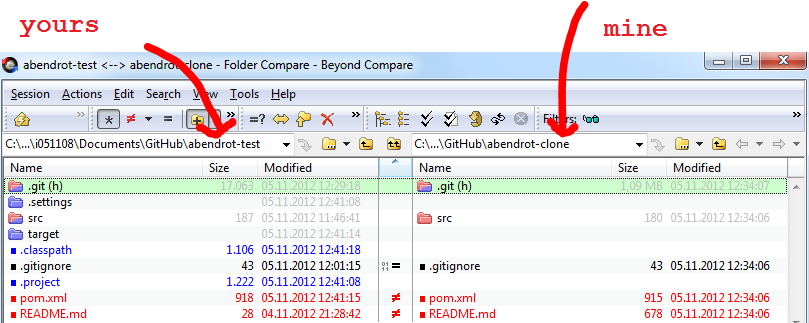 yours
mine
abendrot-test <--> abendrot-clone - Folder Compare - Beyond Compare
Session Actions Edit Search View Tools Help
* ≠ = » =? » Filters: »
C:\...\i051108\Documents\GitHub\abendrot-test C:\...\GitHub\abendrot-clone
Name Size Modified Name Size Modified
.git (h) 17.063 05.11.2012 12:29:18 .git (h) 1,09 MB 05.11.2012 12:34:07
.settings 05.11.2012 12:41:08
src 187 05.11.2012 11:46:41 src 180 05.11.2012 12:34:06
target 05.11.2012 12:41:14
.classpath 1.106 05.11.2012 12:41:18
.gitignore 43 05.11.2012 12:01:15 = .gitignore 43 05.11.2012 12:34:06
.project 1.222 05.11.2012 12:41:08
pom.xml 918 05.11.2012 12:41:15 ≠ pom.xml 915 05.11.2012 12:34:06
README.md 28 04.11.2012 21:28:42 ≠ README.md 678 05.11.2012 12:34:06